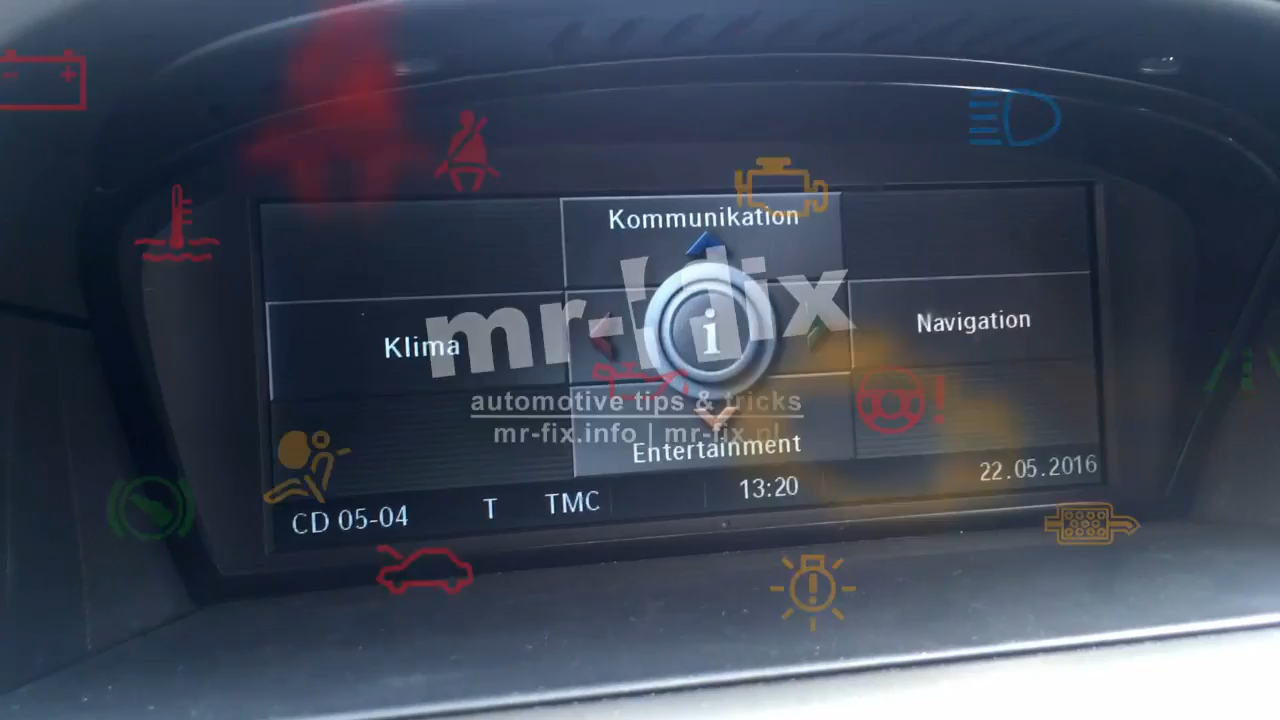 Kommunikation
mr-fix
i
Klima
Navigation
automotive tips & tricks
mr-fix.info | mr-fix.nl
Entertainment
CD 05-04 T TMC 13:20 22.05.2016